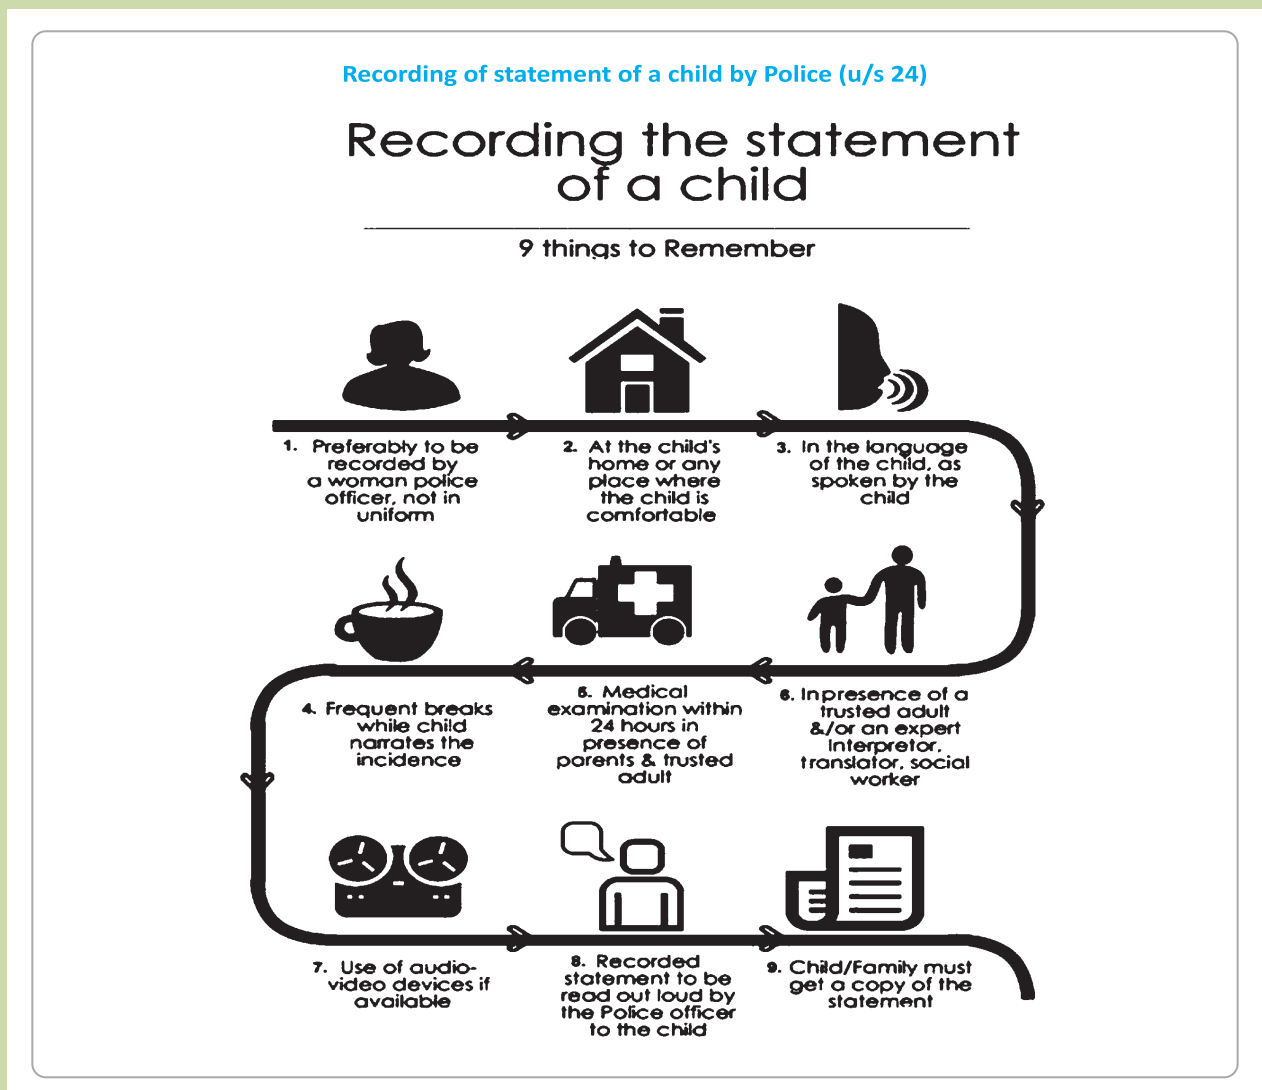 Recording of statement of a child by Police (u/s 24)
Recording the statement
of a child
9 things to Remember
1. Preferably to be
recorded by
a woman police
officer, not in
uniform
2. At the child's
home or any
place where
the child is
comfortable
3. In the language
of the child, as
spoken by the
child
4. Frequent breaks
while child
narrates the
incidence
5. Medical
examination within
24 hours in
presence of
parents & trusted
adult
6. In presence of a
trusted adult
&/or an expert
Interpretor,
translator, social
worker
7. Use of audio-
video devices if
available
8. Recorded
statement to be
read out loud by
the Police officer
to the child
9. Child/Family must
get a copy of the
statement